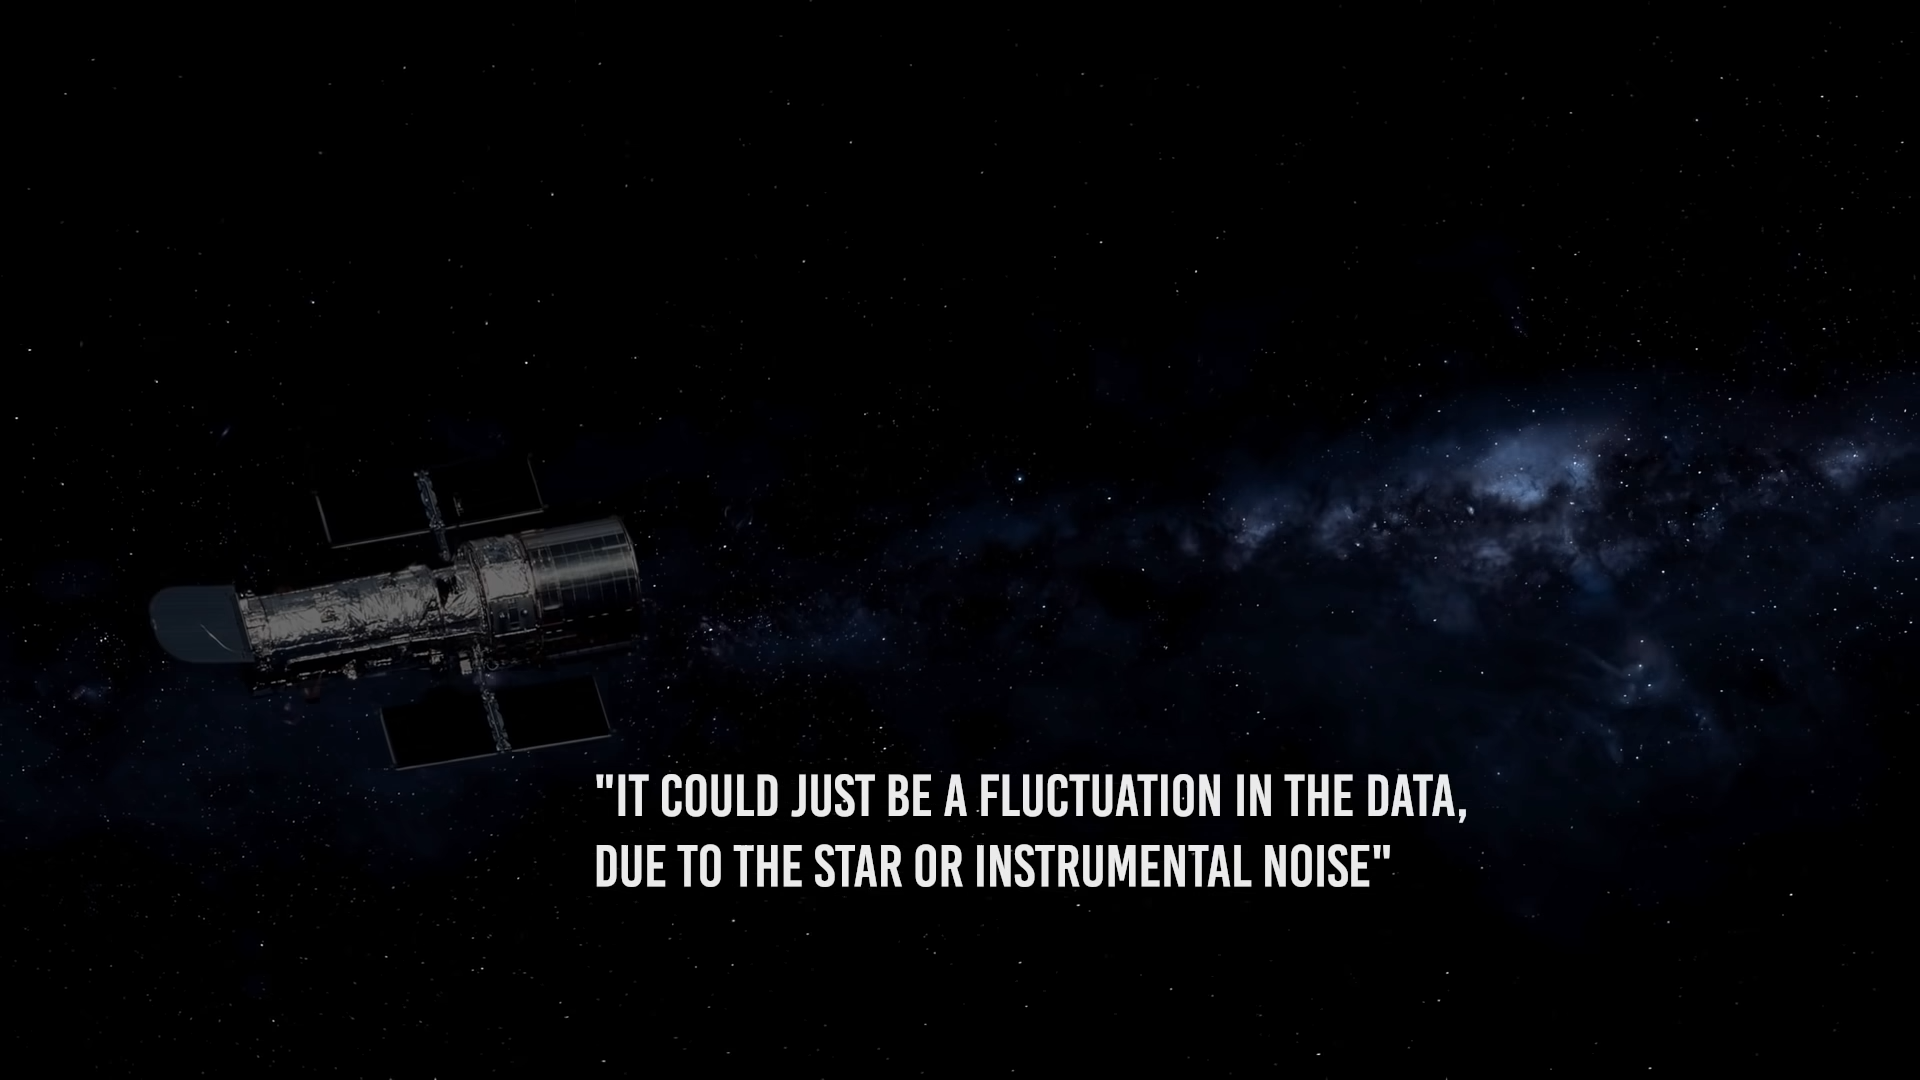 "IT COULD JUST BE A FLUCTUATION IN THE DATA,
DUE TO THE STAR OR INSTRUMENTAL NOISE"